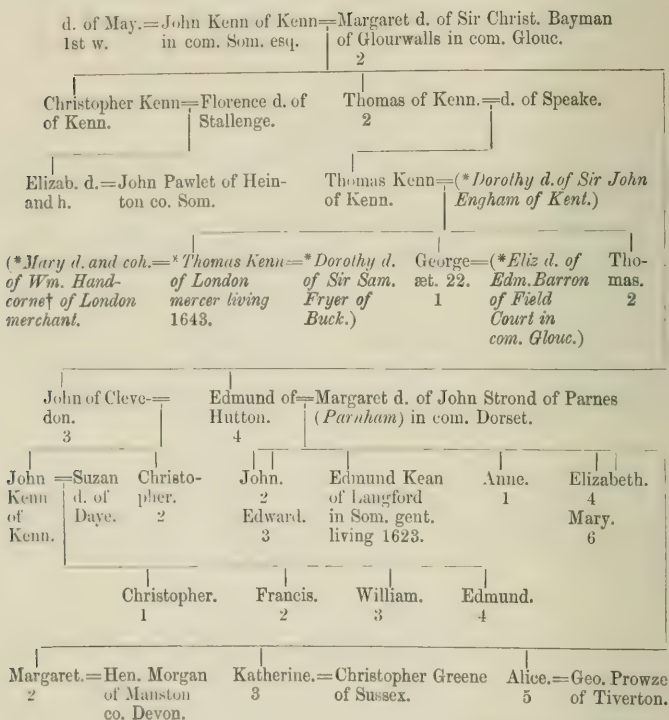 d. of May.=John Kenn of Kenn=Margaret d. of Sir Christ. Bayman
1st w. in com. Som. esq. of Glourwalls in com. Glouc.
2
Christopher Kenn=Florence d. of Thomas of Kenn.=d. of Speake.
of Kenn. Stallenge. 2
Elizab. d.=John Pawlet of Hein- Thomas Kenn=(*Dorothy d. of Sir John
and h. ton co. Som. of Kenn. Engham of Kent.)
(*Mary d. and coh.=*Thomas Kenn=*Dorothy d. George=(*Eliz d. of Tho-
of Wm. Hand- of London of Sir Sam. æt. 22. Edm. Barron mas.
corne† of London mercer living Fryer of 1 of Field 2
merchant. 1643. Buck.) Court in
com. Glouc.)
John of Cleve-= Edmund of=Margaret d. of John Strond of Parnes
don. Hutton. (Parnham) in com. Dorset.
3 4
John =Suzan Christo- John. Edmund Kean Anne. Elizabeth.
Kenn d. of pher. 2 of Langford 1 4
of Daye. 2 Edward. in Som. gent. Mary.
Kenn. 3 living 1623. 6
Christopher. Francis. William. Edmund.
1 2 3 4
Margaret.=Hen. Morgan Katherine.=Christopher Greene Alice.=Geo. Prowze
2 of Manston 3 of Sussex. 5 of Tiverton.
co. Devon.